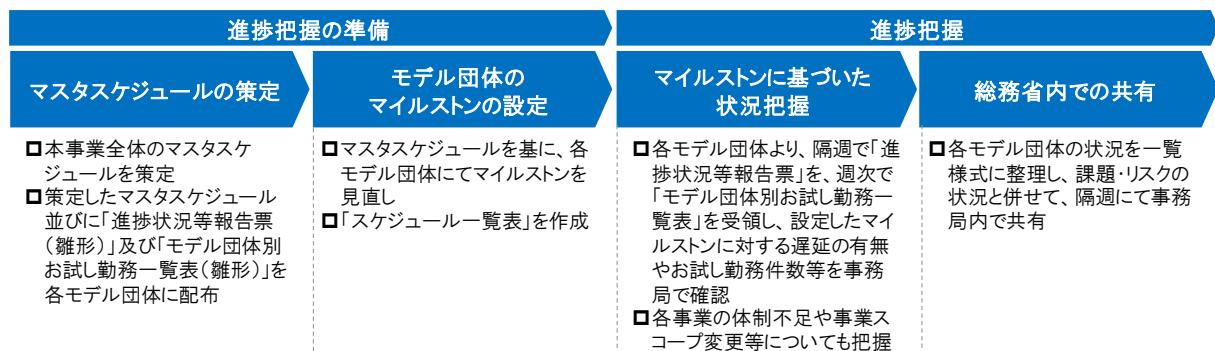 進捗把握の準備
進捗把握
マスタスケジュールの策定
モデル団体の
マイルストンの設定
マイルストンに基づいた
状況把握
総務省内での共有
本事業全体のマスタスケ
ジュールを策定
策定したマスタスケジュール
並びに「進捗状況等報告票
(雛形)」及び「モデル団体別
お試し勤務一覧表(雛形)」を
各モデル団体に配布
マスタスケジュールを基に、各
モデル団体にてマイルストンを
見直し
「スケジュール一覧表」を作成
各モデル団体より、隔週で「進
捗状況等報告票」を、週次で
「モデル団体別お試し勤務一
覧表」を受領し、設定したマイ
ルストンに対する遅延の有無
やお試し勤務件数等を事務
局で確認
各事業の体制不足や事業ス
コープ変更等についても把握
各モデル団体の状況を一覧
様式に整理し、課題・リスクの
状況と併せて、隔週にて事務
局内で共有